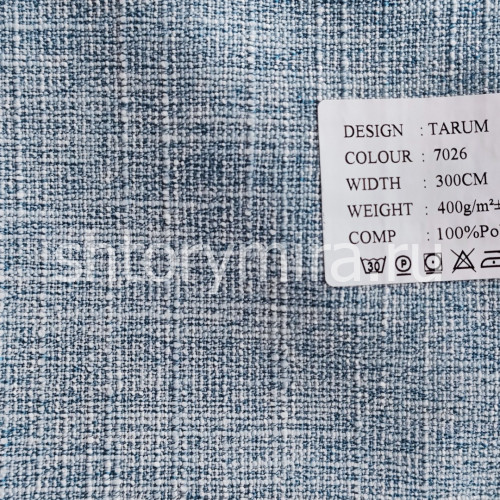 DESIGN : TARUM
COLOUR : 7026
WIDTH : 300CM
WEIGHT : 400g/m²±
COMP : 100%Po
30 P
shtorymira.ru